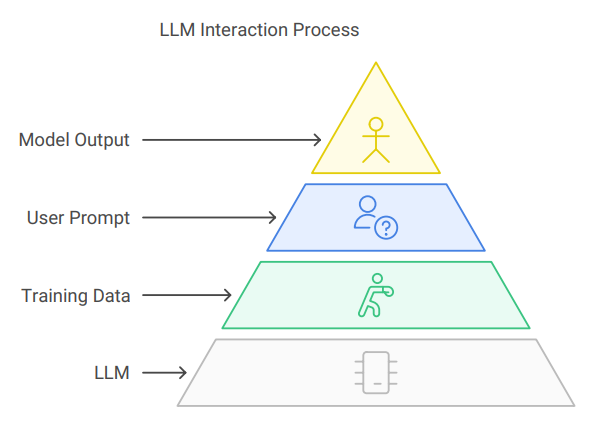 LLM Interaction Process
Model Output
User Prompt
?
Training Data
LLM